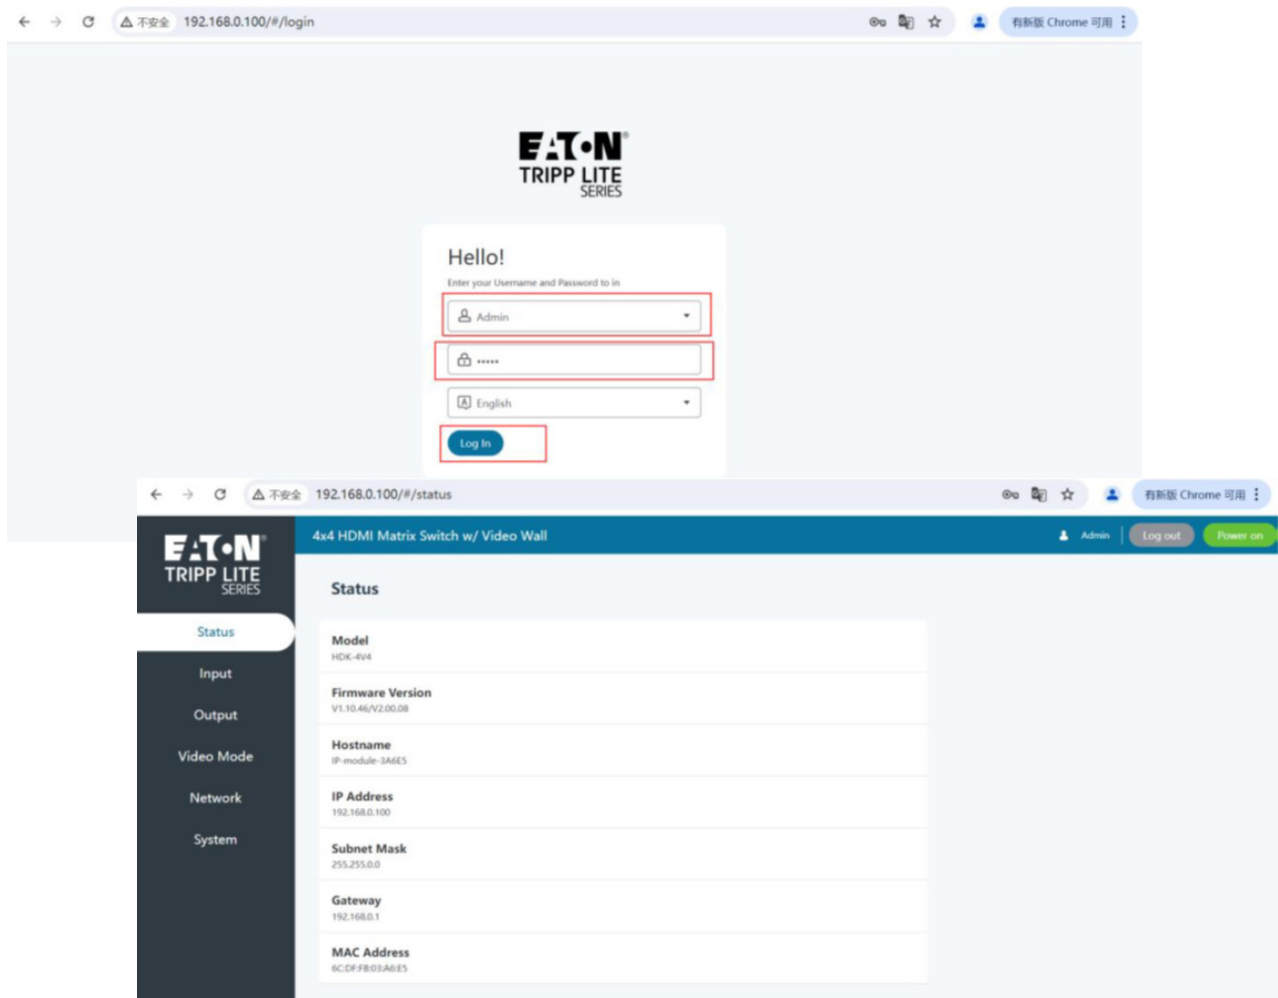 不安全 192.168.0.100/#/login 有新版 Chrome 可用
EATON®
TRIPP LITE
SERIES
Hello!
Enter your Username and Password to in
Admin
•••••
English
Log In
不安全 192.168.0.100/#/status 有新版 Chrome 可用
EATON®
TRIPP LITE
SERIES
4x4 HDMI Matrix Switch w/ Video Wall Admin Log out Power on
Status
Input
Output
Video Mode
Network
System
Status
Model
HDK-4V4
Firmware Version
V1.10.46/V2.00.08
Hostname
IP-module-3A6E5
IP Address
192.168.0.100
Subnet Mask
255.255.0.0
Gateway
192.168.0.1
MAC Address
6C:DF:FB:03:A6:E5